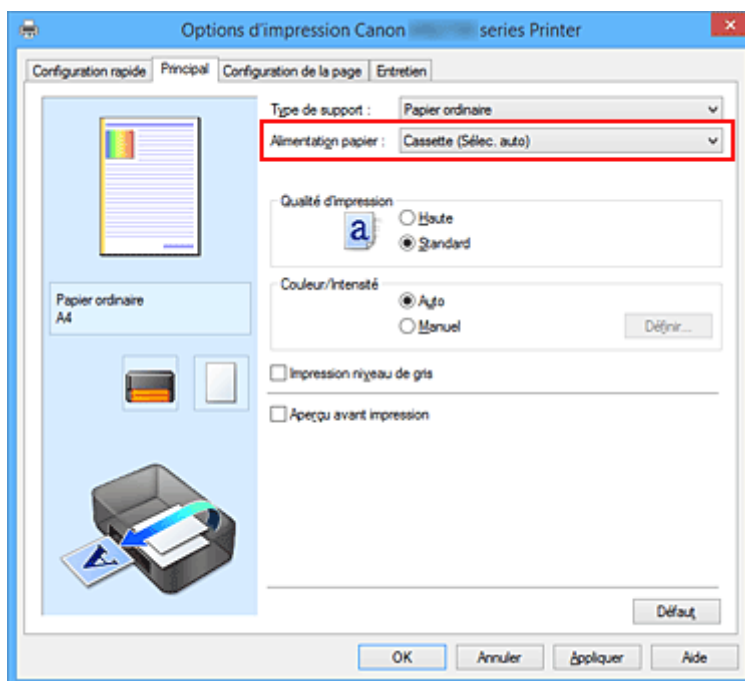 Options d'impression Canon series Printer
Configuration rapide Principal Configuration de la page Entretien
Type de support : Papier ordinaire
Alimentation papier : Cassette (Sélec. auto)
Qualité d'impression
a
Haute
Standard
Couleur/Intensité
Auto
Manuel Définir...
Papier ordinaire
A4
Impression niveau de gris
Aperçu avant impression
A
Défaut
OK Annuler Appliquer Aide